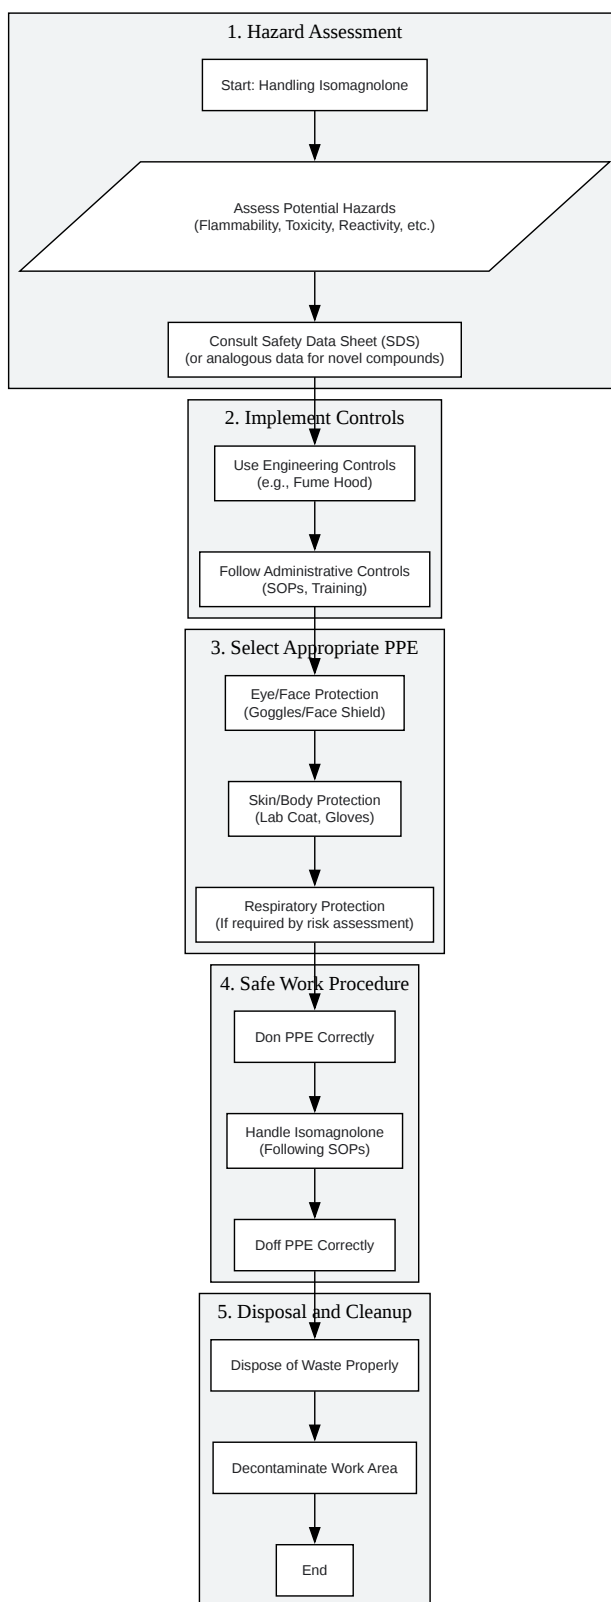 1. Hazard Assessment
Start: Handling Isomagnolone
Assess Potential Hazards
(Flammability, Toxicity, Reactivity, etc.)
Consult Safety Data Sheet (SDS)
(or analogous data for novel compounds)
2. Implement Controls
Use Engineering Controls
(e.g., Fume Hood)
Follow Administrative Controls
(SOPs, Training)
3. Select Appropriate PPE
Eye/Face Protection
(Goggles/Face Shield)
Skin/Body Protection
(Lab Coat, Gloves)
Respiratory Protection
(If required by risk assessment)
4. Safe Work Procedure
Don PPE Correctly
Handle Isomagnolone
(Following SOPs)
Doff PPE Correctly
5. Disposal and Cleanup
Dispose of Waste Properly
Decontaminate Work Area
End